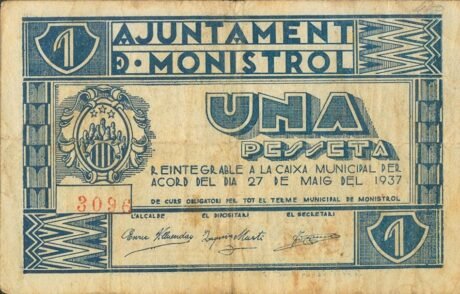 1 AJUNTAMENT
D·MONISTROL
UNA
PESSETA
REINTEGRABLE A LA CAIXA MUNICIPAL PER
ACORD DEL DIA 27 DE MAIG DEL 1937
DE CURS OBLIGATORI PER TOT EL TERME MUNICIPAL DE MONISTROL
3096
L'ALCALDE EL DIPOSITARI EL SECRETARI
1